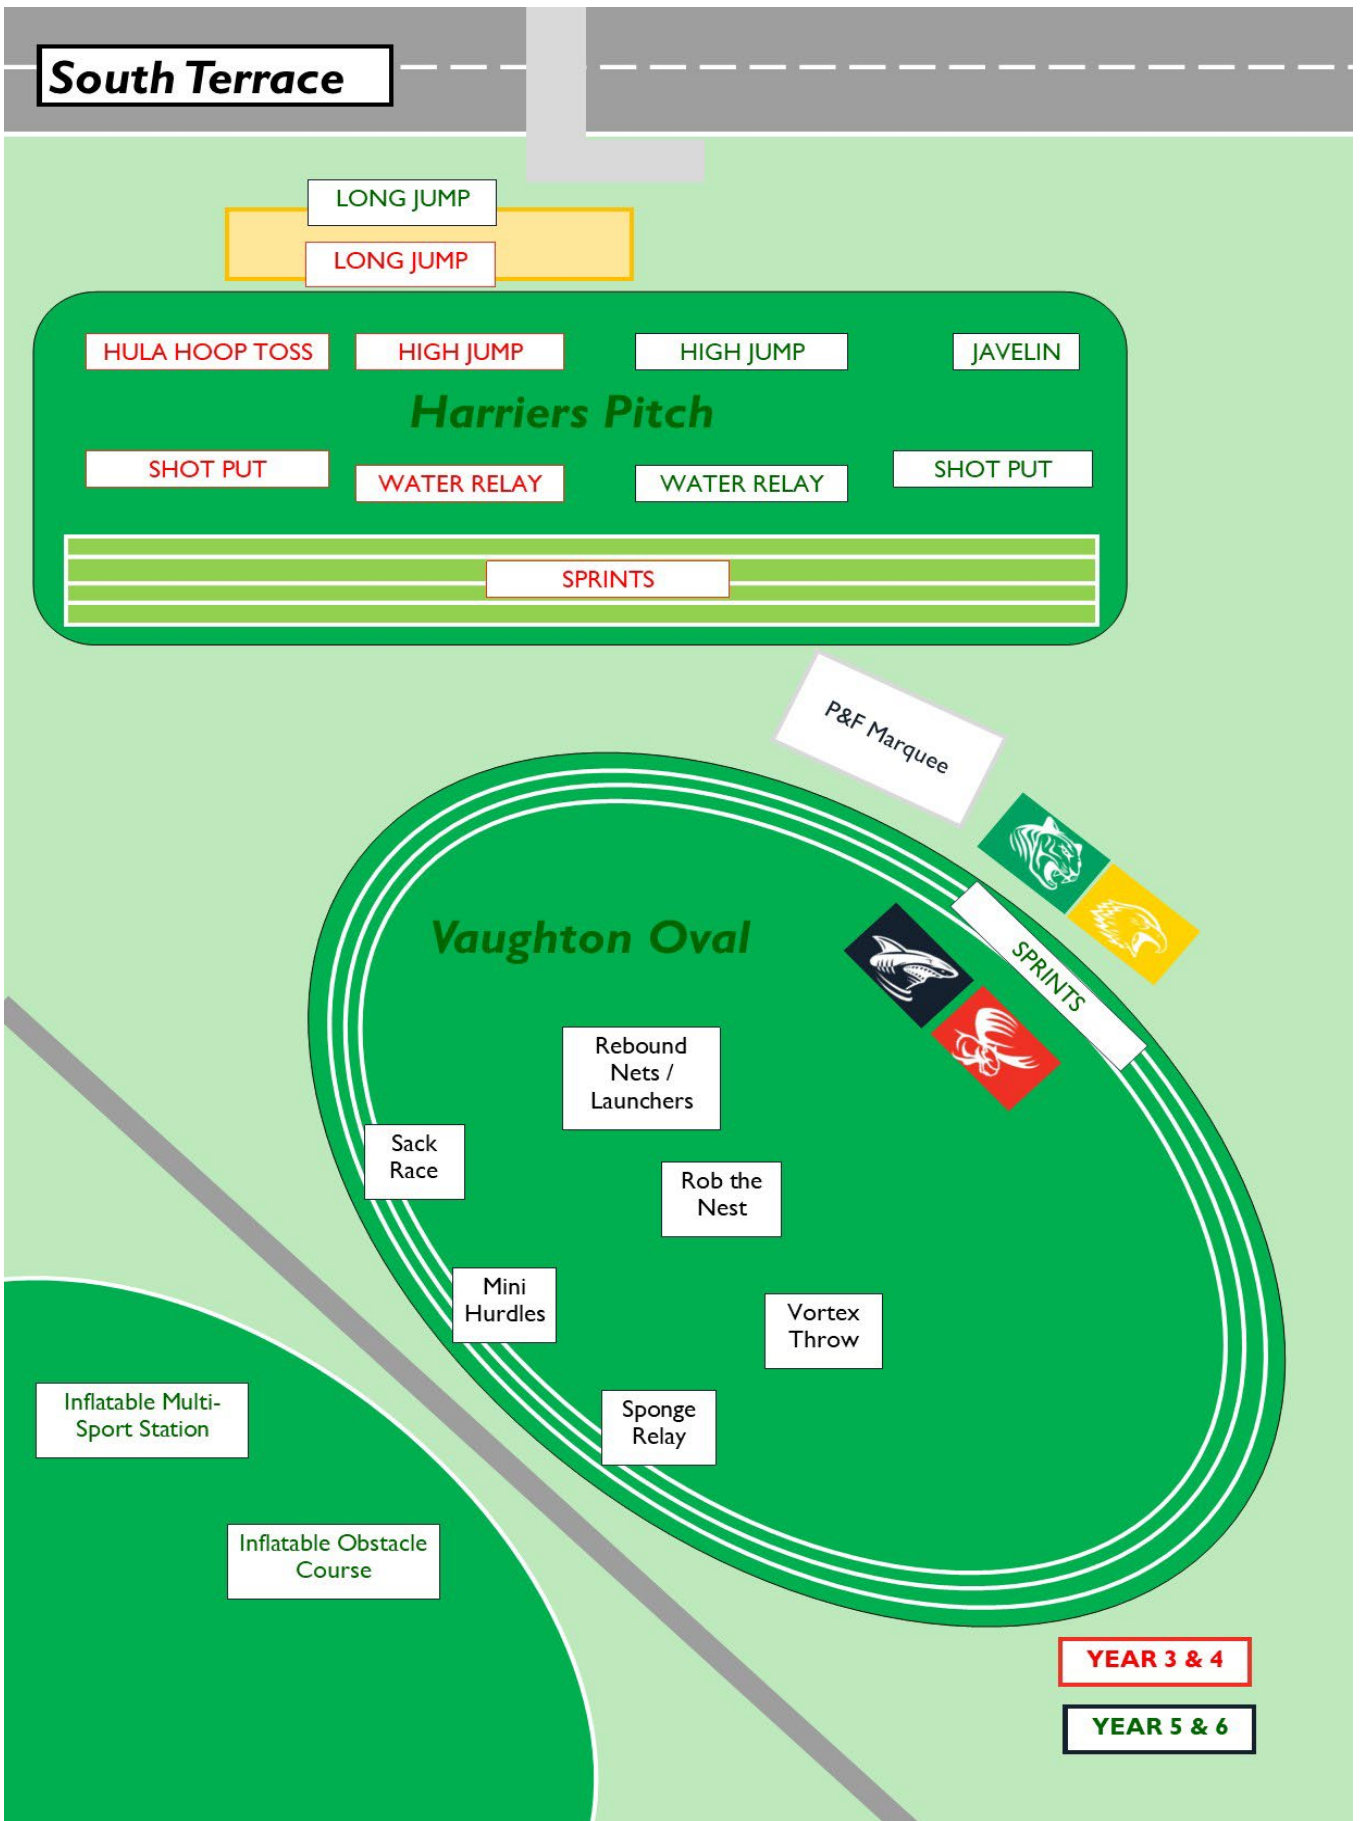 South Terrace
LONG JUMP
LONG JUMP
HULA HOOP TOSS
HIGH JUMP
HIGH JUMP
JAVELIN
Harriers Pitch
SHOT PUT
WATER RELAY
WATER RELAY
SHOT PUT
SPRINTS
P&F Marquee
Vaughton Oval
SPRINTS
Rebound
Nets /
Launchers
Sack
Race
Rob the
Nest
Mini
Hurdles
Vortex
Throw
Inflatable Multi-
Sport Station
Sponge
Relay
Inflatable Obstacle
Course
YEAR 3 & 4
YEAR 5 & 6